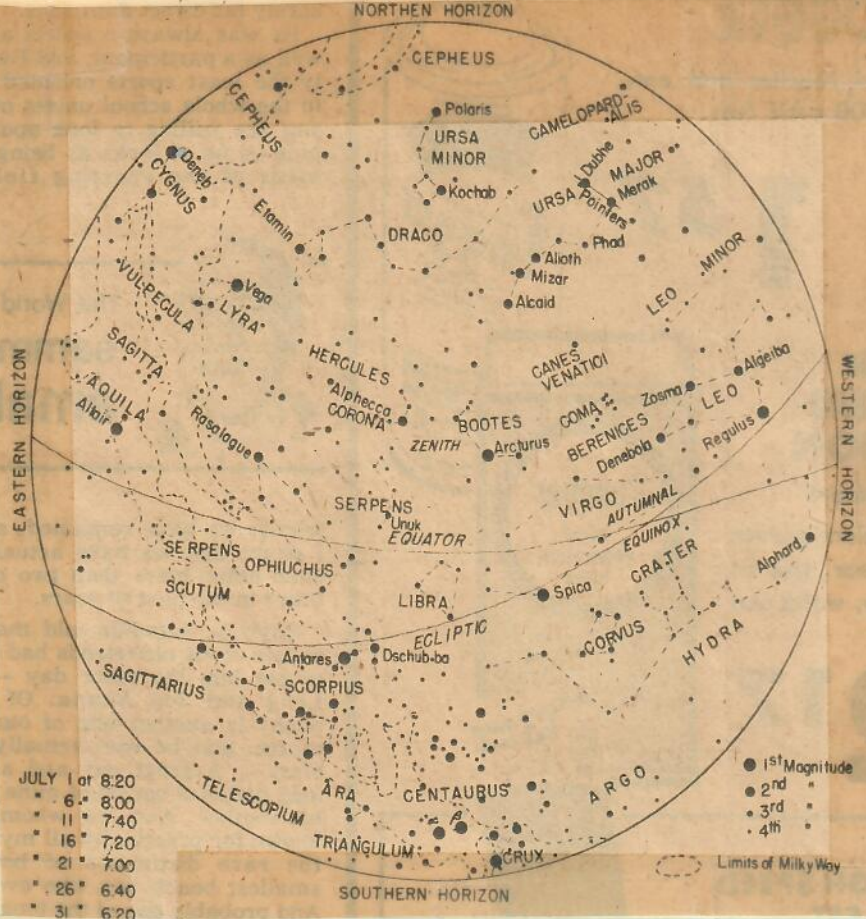 NORTHEN HORIZON
CEPHEUS
CEPHEUS
Polaris
CAMELOPARD-
ALIS
URSA
MINOR
Dubhe
MAJOR
Deneb
CYGNUS
Kochab
URSA
Pointers
Merak
Etamin
DRACO
Phad
Alioth
MINOR
Mizar
LEO
Vega
Alcaid
VULPECULA
LYRA
SAGITTA
HERCULES
CANES
VENATICI
Algeiba
Zosma
LEO
AQUILA
Altair
Alphecca
CORONA
BOOTES
COMA
BERENICES
Regulus
Rasalague
ZENITH
Arcturus
Denebola
EASTERN HORIZON
WESTERN HORIZON
SERPENS
Unuk
VIRGO
AUTUMNAL
EQUATOR
EQUINOX
SERPENS
OPHIUCHUS
CRATER
Alphard
SCUTUM
LIBRA
Spica
ECLIPTIC
CORVUS
HYDRA
Antares
Dschub-ba
SAGITTARIUS
SCORPIUS
TELESCOPIUM
ARA
CENTAURUS
ARGO
∝ β
TRIANGULUM
CRUX
JULY 1 at 8:20
" 6 " 8:00
" 11 " 7:40
" 16 " 7:20
" 21 " 7:00
" 26 " 6:40
" 31 " 6:20
1st Magnitude
2nd "
3rd "
4th "
Limits of Milky Way
SOUTHERN HORIZON